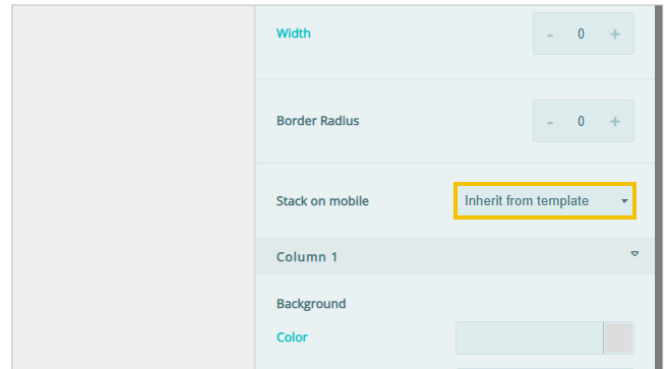 Width - 0 +
Border Radius - 0 +
Stack on mobile Inherit from template
Column 1
Background
Color